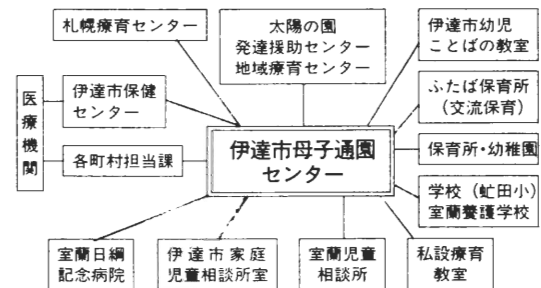 札幌療育センター
太陽の園
発達援助センター
地域療育センター
伊達市幼児
ことばの教室
医療機関
伊達市保健
センター
ふたば保育所
（交流保育）
各町村担当課
伊達市母子通園
センター
保育所・幼稚園
学校（虻田小）
室蘭養護学校
室蘭日鋼
記念病院
伊達市家庭
児童相談所室
室蘭児童
相談所
私設療育
教室